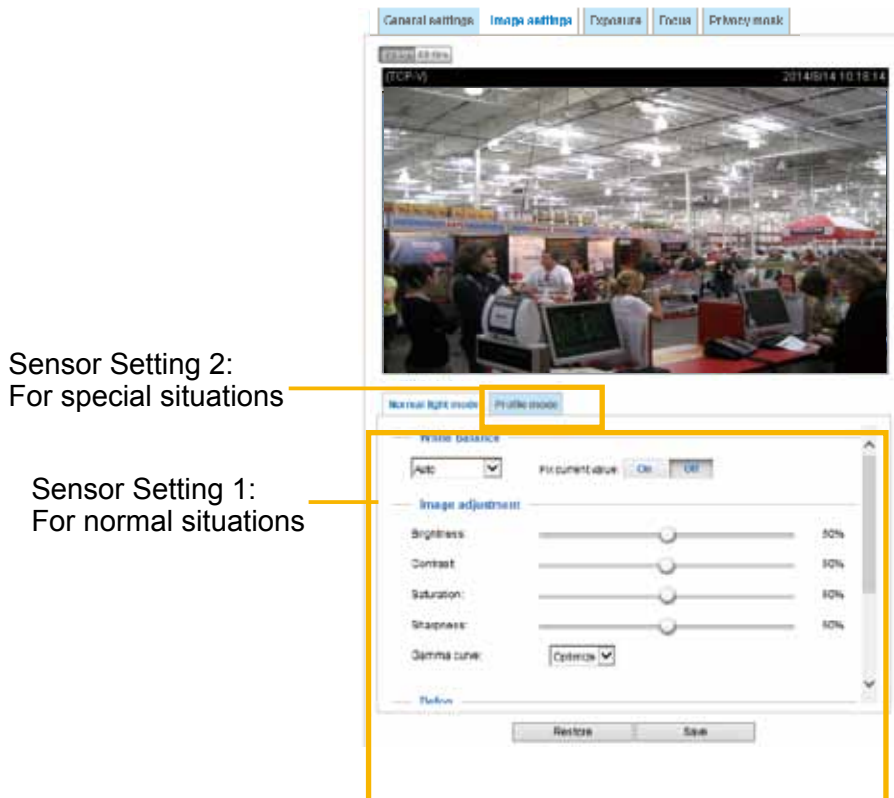 General settings Image settings Exposure Focus Privacy mask
(TCP-V) 2014/8/14 10:18:14
Sensor Setting 2:
For special situations
Normal light mode Profile mode
White balance
Auto Fix current value: On Off
Sensor Setting 1:
For normal situations
Image adjustment
Brightness: 50%
Contrast: 50%
Saturation: 50%
Sharpness: 50%
Gamma curve: Optimize
Defog
Restore Save